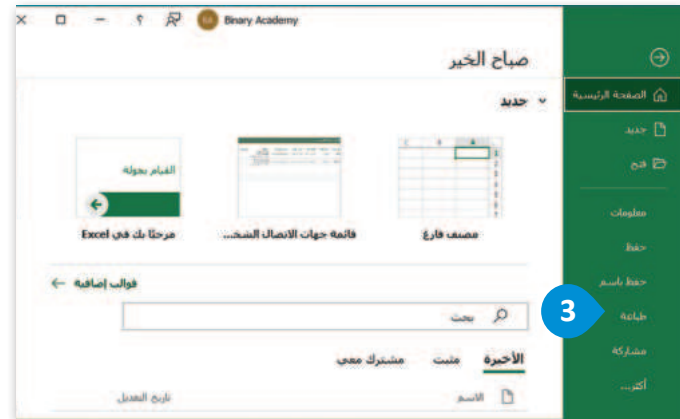 Binary Academy
صباح الخير
جديد
القيام بجولة
A
B
C
مصنف فارغ
قائمة جهات الاتصال الشخ...
مرحبًا بك في Excel
قوالب إضافية
بحث
الأخيرة
مثبت
مشترك معي
الاسم
تاريخ التعديل
الصفحة الرئيسية
جديد
فتح
معلومات
حفظ
حفظ باسم
طباعة
3
مشاركة
أكثر...